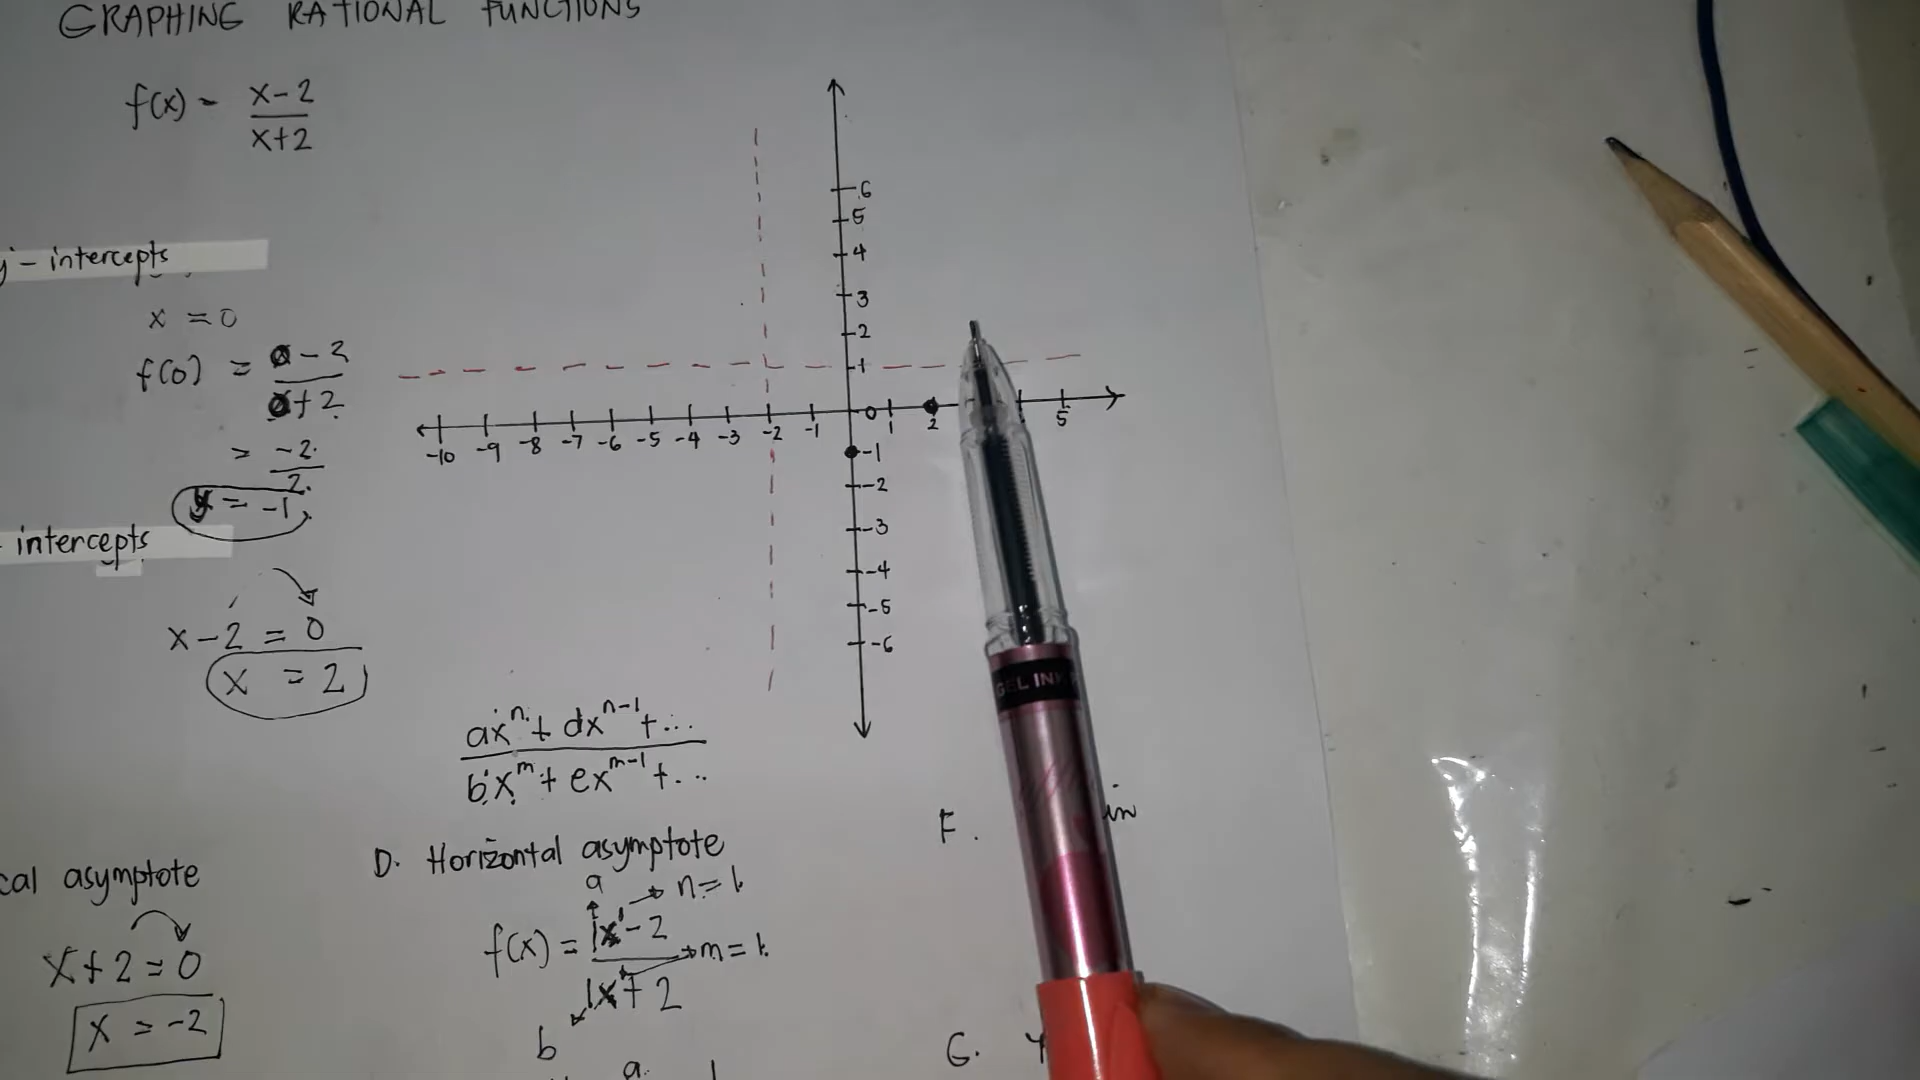 GRAPHING RATIONAL FUNCTIONS
f(x) = x-2
x+2
y - intercepts
x = 0
f(0) = 0 - 2
0 + 2
= -2
2
y = -1
- intercepts
x - 2 = 0
x = 2
cal asymptote
x + 2 = 0
x = -2
6
5
4
3
2
1
-10 -9 -8 -7 -6 -5 -4 -3 -2 -1 0 1 2 5
-1
-2
-3
-4
-5
-6
ax^n + dx^n-1 + ...
bx^m + ex^m-1 + ...
D. Horizontal asymptote
a
n = 1
f(x) = 1x^1 - 2
m = 1
1x^1 + 2
b
a
1
F. in
G.
GEL INK